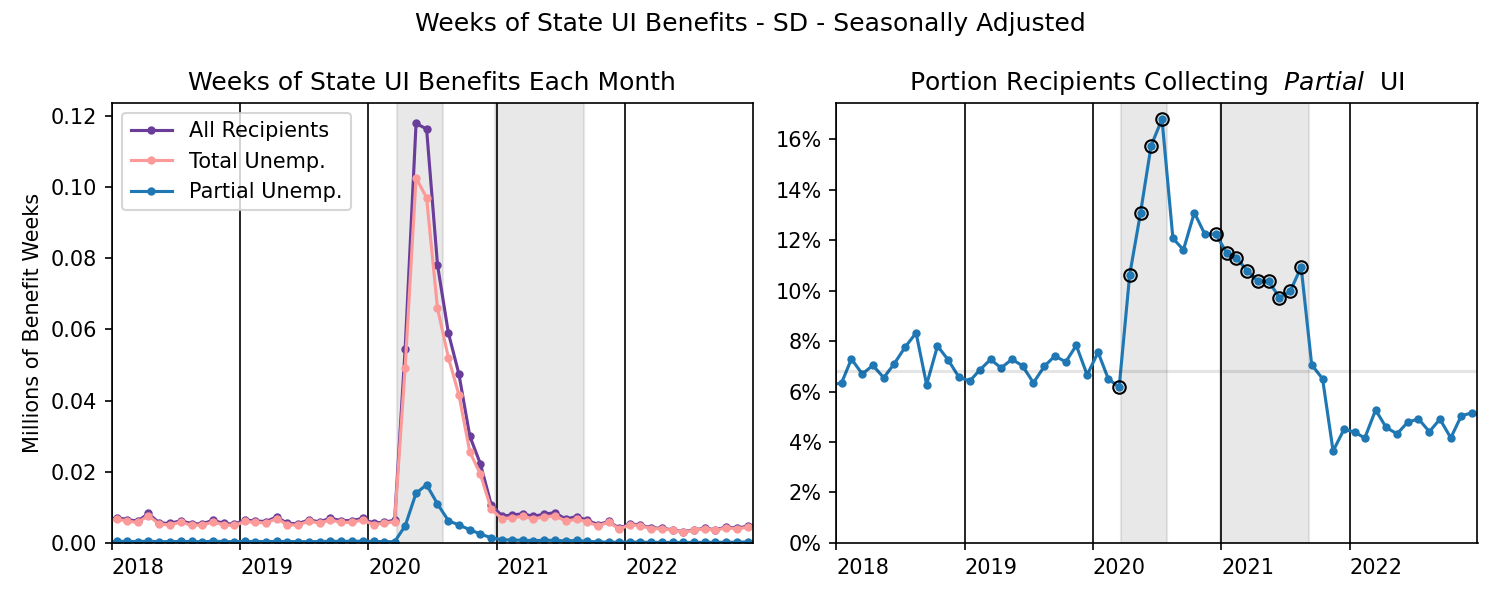 Weeks of State UI Benefits - SD - Seasonally Adjusted
Weeks of State UI Benefits Each Month
Millions of Benefit Weeks
0.12
0.10
0.08
0.06
0.04
0.02
0.00
All Recipients
Total Unemp.
Partial Unemp.
2018 2019 2020 2021 2022
Portion Recipients Collecting Partial UI
16%
14%
12%
10%
8%
6%
4%
2%
0%
2018 2019 2020 2021 2022